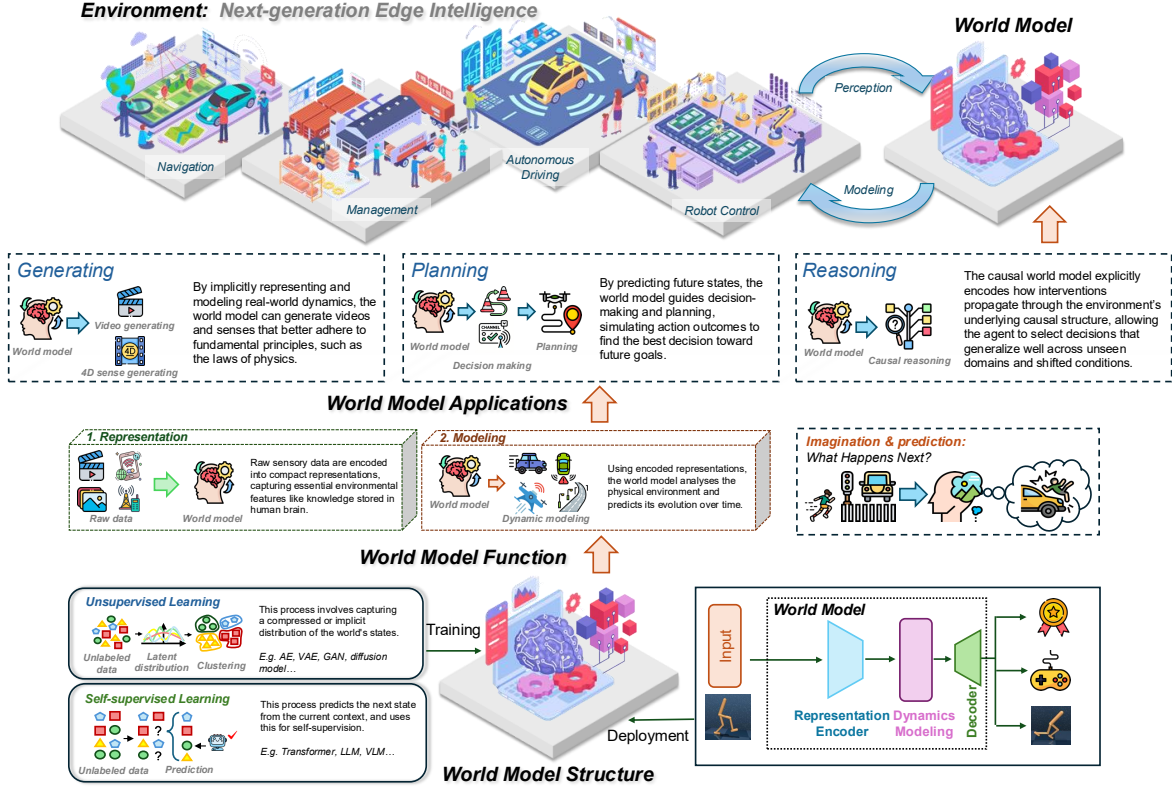 Environment: Next-generation Edge Intelligence
World Model
Perception
Modeling
Navigation
Management
Autonomous
Driving
Robot Control
Generating
World model
Video generating
4D
4D sense generating
By implicitly representing and
modeling real-world dynamics, the
world model can generate videos
and senses that better adhere to
fundamental principles, such as
the laws of physics.
Planning
World model
CHANNEL
Decision making
Planning
By predicting future states, the
world model guides decision-
making and planning,
simulating action outcomes to
find the best decision toward
future goals.
Reasoning
World model
Causal reasoning
The causal world model explicitly
encodes how interventions
propagate through the environment's
underlying causal structure, allowing
the agent to select decisions that
generalize well across unseen
domains and shifted conditions.
World Model Applications
1. Representation
Raw data
World model
Raw sensory data are encoded
into compact representations,
capturing essential environmental
features like knowledge stored in
human brain.
2. Modeling
World model
Dynamic modeling
Using encoded representations,
the world model analyses the
physical environment and
predicts its evolution over time.
Imagination & prediction:
What Happens Next?
World Model Function
Unsupervised Learning
Unlabeled
data
Latent
distribution
Clustering
This process involves capturing
a compressed or implicit
distribution of the world's states.
E.g. AE, VAE, GAN, diffusion
model…
Self-supervised Learning
?
?
Unlabeled data
Prediction
This process predicts the next state
from the current context, and uses
this for self-supervision.
E.g. Transformer, LLM, VLM…
Training
Deployment
World Model Structure
Input
World Model
Representation
Encoder
Dynamics
Modeling
Decoder